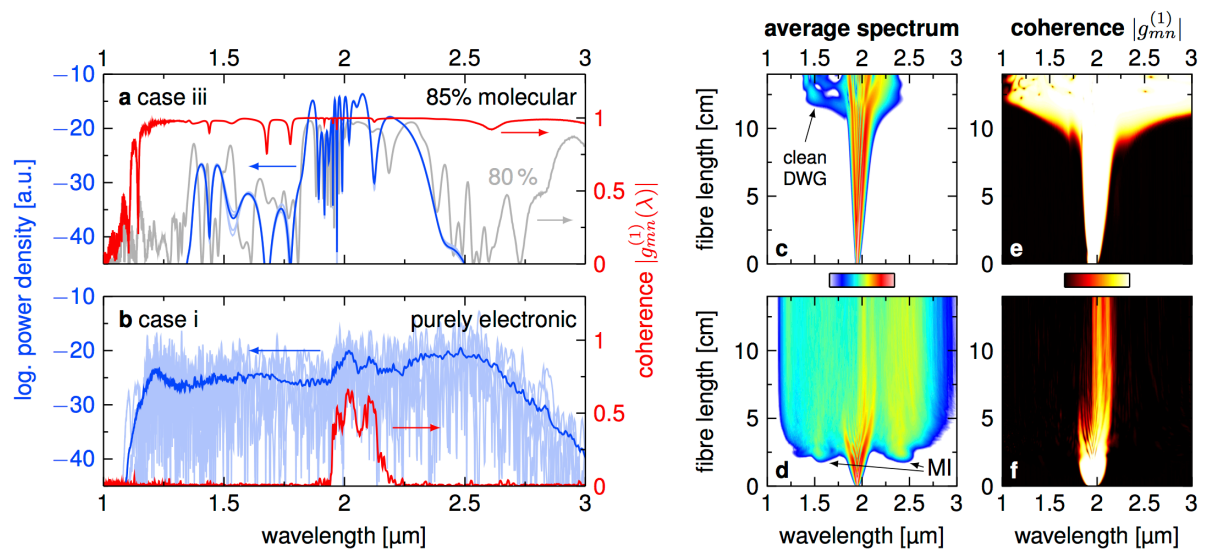 average spectrum
coherence |g_mn^(1)|
1 1.5 2 2.5 3
1 1.5 2 2.5 3
1 1.5 2 2.5 3
log. power density [a.u.]
−10
−20
−30
−40
a case iii
85% molecular
80 %
1
0.5
0
coherence |g_mn^(1)(λ)|
−10
−20
−30
−40
b case i
purely electronic
1
0.5
0
1 1.5 2 2.5 3
wavelength [µm]
fibre length [cm]
10
5
0
clean
DWG
c
e
fibre length [cm]
10
5
0
MI
d
f
1 1.5 2 2.5 3
1 1.5 2 2.5 3
wavelength [µm]
wavelength [µm]